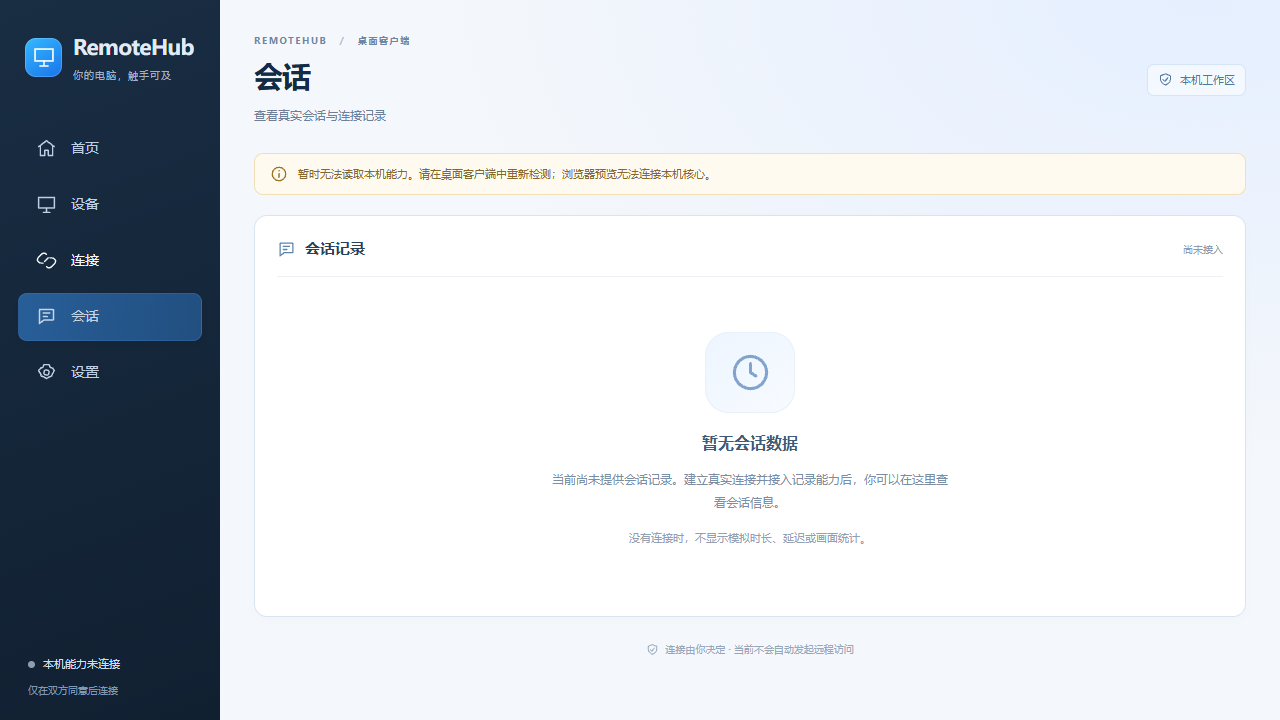 RemoteHub
你的电脑，触手可及
首页
设备
连接
会话
设置
本机能力未连接
仅在双方同意后连接
REMOTEHUB / 桌面客户端
会话
查看真实会话与连接记录
本机工作区
暂时无法读取本机能力。请在桌面客户端中重新检测；浏览器预览无法连接本机核心。
会话记录
尚未接入
暂无会话数据
当前尚未提供会话记录。建立真实连接并接入记录能力后，你可以在这里查
看会话信息。
没有连接时，不显示模拟时长、延迟或画面统计。
连接由你决定 · 当前不会自动发起远程访问